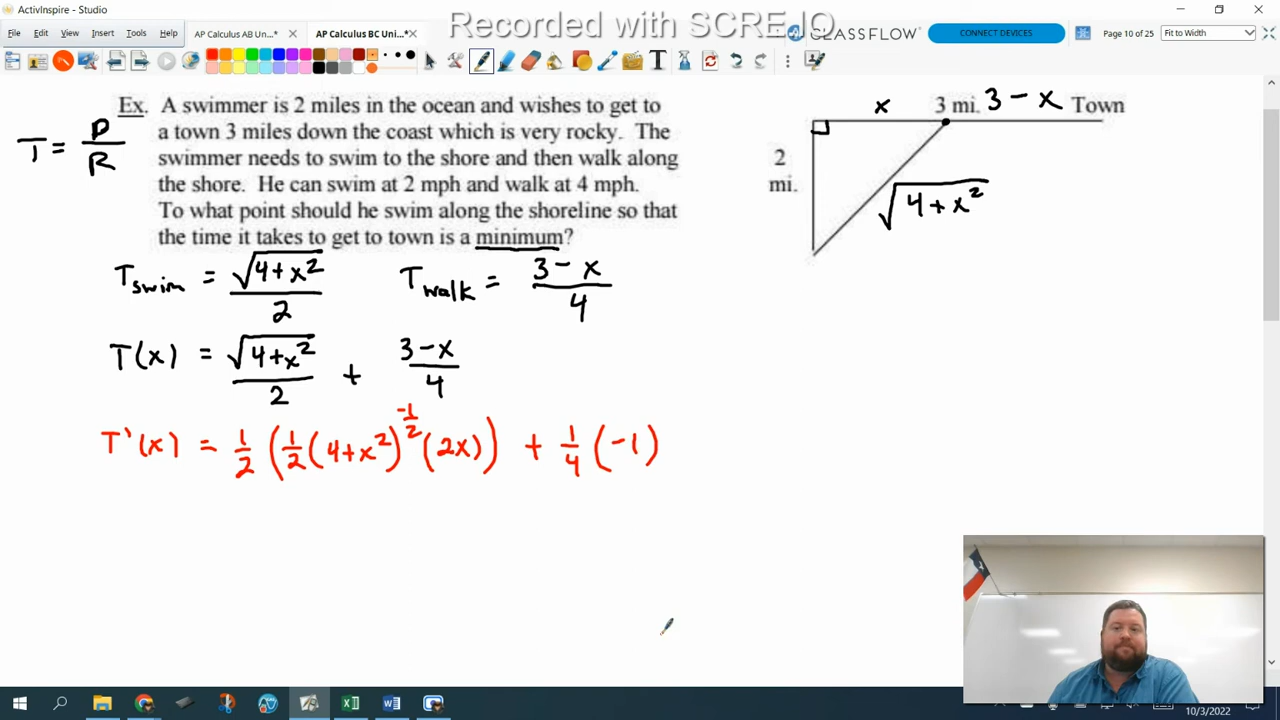 ActivInspire - Studio
Recorded with SCRE.IO
File Edit View Insert Tools Help
AP Calculus AB Un...* AP Calculus BC Uni...*
CLASSFLOW CONNECT DEVICES Page 10 of 25 Fit to Width
Ex. A swimmer is 2 miles in the ocean and wishes to get to
a town 3 miles down the coast which is very rocky. The
swimmer needs to swim to the shore and then walk along
the shore. He can swim at 2 mph and walk at 4 mph.
To what point should he swim along the shoreline so that
the time it takes to get to town is a minimum?
T = D/R
x 3 mi. 3 - x Town
2
mi.
√(4+x²)
T swim = √(4+x²)/2 T walk = (3-x)/4
T(x) = √(4+x²)/2 + (3-x)/4
T'(x) = 1/2 (1/2 (4+x²)^(-1/2) (2x)) + 1/4 (-1)
10/3/2022